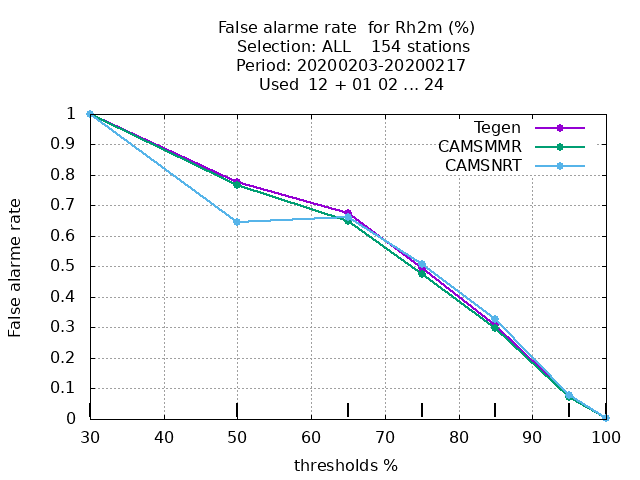 False alarme rate  for Rh2m (%)
Selection: ALL    154 stations
Period: 20200203-20200217
Used  12 + 01 02 ... 24
Tegen
CAMSMMR
CAMSNRT
1
0.9
0.8
0.7
0.6
0.5
0.4
0.3
0.2
0.1
0
False alarme rate
30 40 50 60 70 80 90 100
thresholds %